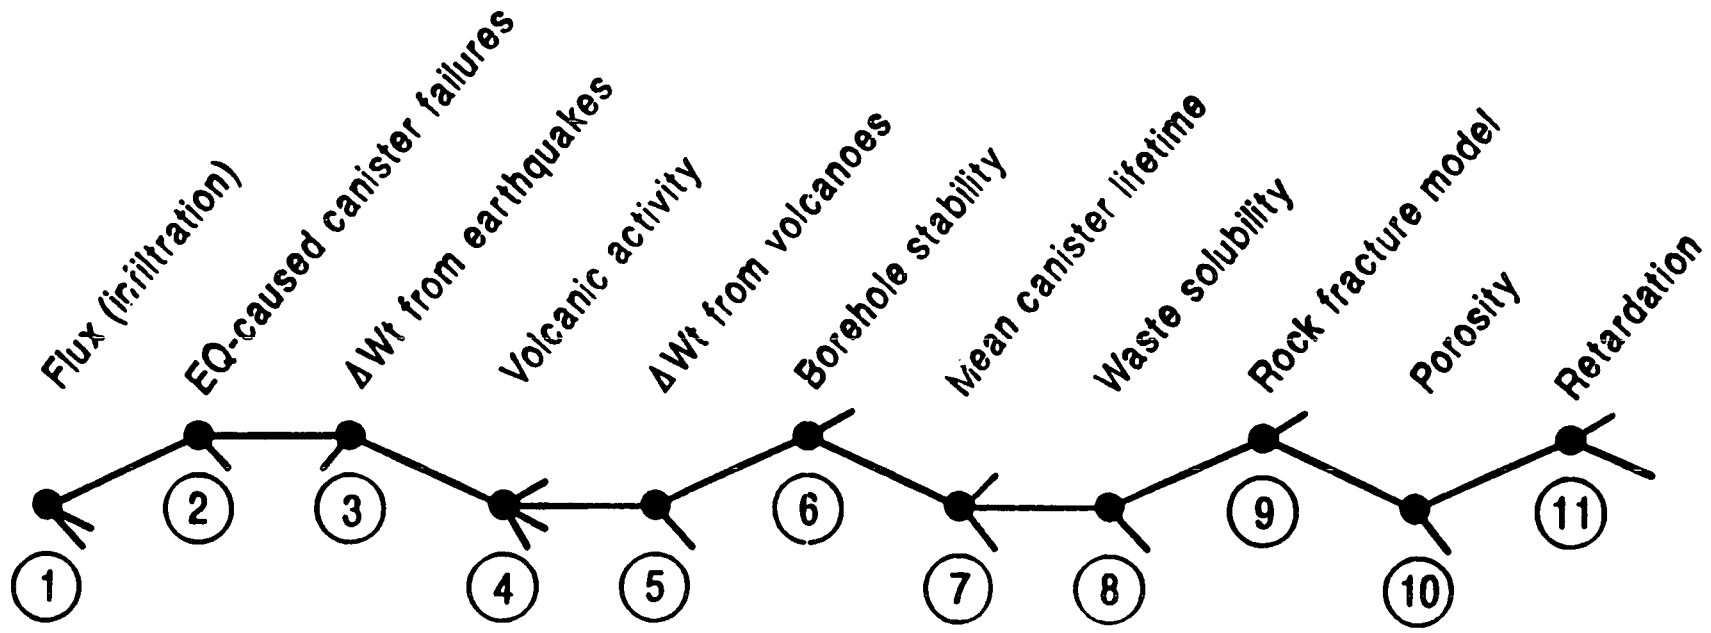 Flux (infiltration)
EQ-caused canister failures
ΔWt from earthquakes
Volcanic activity
ΔWt from volcanoes
Borehole stability
Mean canister lifetime
Waste solubility
Rock fracture model
Porosity
Retardation
1
2
3
4
5
6
7
8
9
10
11